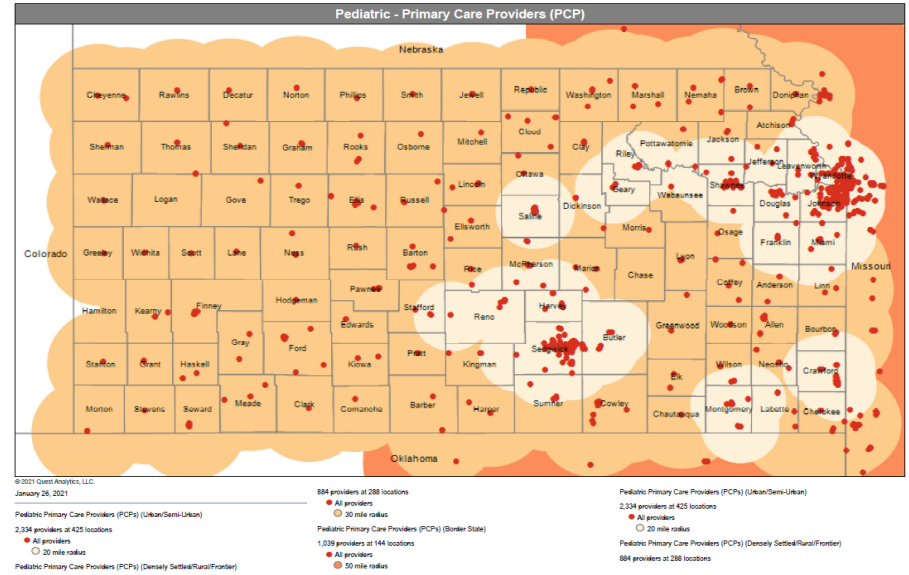 Pediatric - Primary Care Providers (PCP)
Nebraska
Cheyenne Rawlins Decatur Norton Phillips Smith Jewell Republic Washington Marshall Nemaha Brown Doniphan
Atchison
Sherman Thomas Sheridan Graham Rooks Osborne Mitchell Cloud Clay Riley Pottawatomie Jackson Jefferson Leavenworth
Wyandotte
Lincoln Ottawa Geary Wabaunsee Shawnee
Wallace Logan Gove Trego Ellis Russell Saline Dickinson Douglas Johnson
Ellsworth Morris Osage Franklin Miami
Colorado Greeley Wichita Scott Lane Ness Rush Barton Lyon Missouri
Rice McPherson Marion Chase
Hamilton Kearny Finney Hodgeman Pawnee Stafford Reno Harvey Coffey Anderson Linn
Gray Ford Edwards Sedgwick Butler Greenwood Woodson Allen Bourbon
Stanton Grant Haskell Kiowa Pratt Kingman Elk Wilson Neosho Crawford
Morton Stevens Seward Meade Clark Comanche Barber Harper Sumner Cowley Chautauqua Montgomery Labette Cherokee
Oklahoma
© 2021 Quest Analytics, LLC.
January 26, 2021
Pediatric Primary Care Providers (PCPs) (Urban/Semi-Urban)
2,334 providers at 425 locations
All providers
20 mile radius
Pediatric Primary Care Providers (PCPs) (Densely Settled/Rural/Frontier)
884 providers at 288 locations
All providers
30 mile radius
Pediatric Primary Care Providers (PCPs) (Border State)
1,039 providers at 144 locations
All providers
50 mile radius
Pediatric Primary Care Providers (PCPs) (Urban/Semi-Urban)
2,334 providers at 425 locations
All providers
20 mile radius
Pediatric Primary Care Providers (PCPs) (Densely Settled/Rural/Frontier)
884 providers at 288 locations